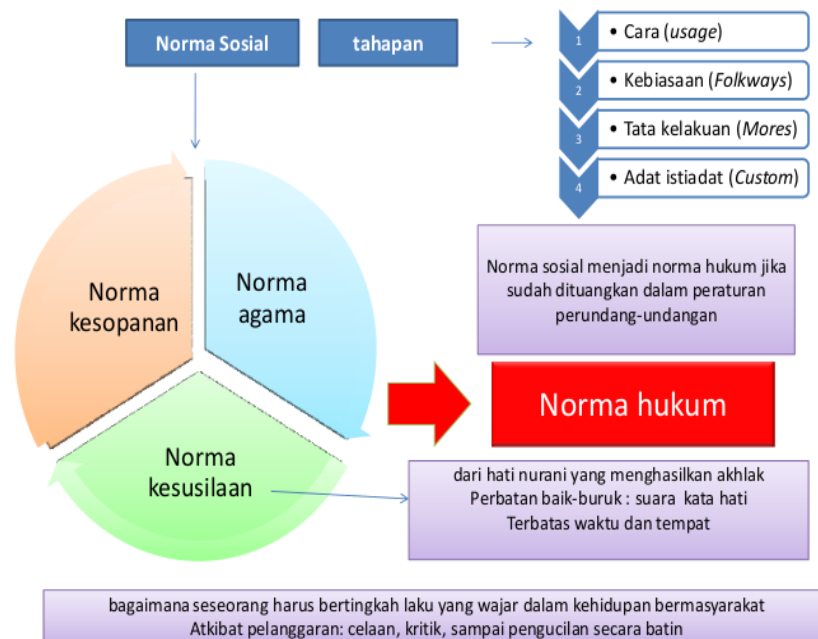 Norma Sosial
tahapan
1
• Cara (usage)
2
• Kebiasaan (Folkways)
3
• Tata kelakuan (Mores)
4
• Adat istiadat (Custom)
Norma sosial menjadi norma hukum jika
sudah dituangkan dalam peraturan
perundang-undangan
Norma
kesopanan
Norma
agama
Norma
kesusilaan
Norma hukum
dari hati nurani yang menghasilkan akhlak
Perbatan baik-buruk : suara kata hati
Terbatas waktu dan tempat
bagaimana seseorang harus bertingkah laku yang wajar dalam kehidupan bermasyarakat
Atkibat pelanggaran: celaan, kritik, sampai pengucilan secara batin